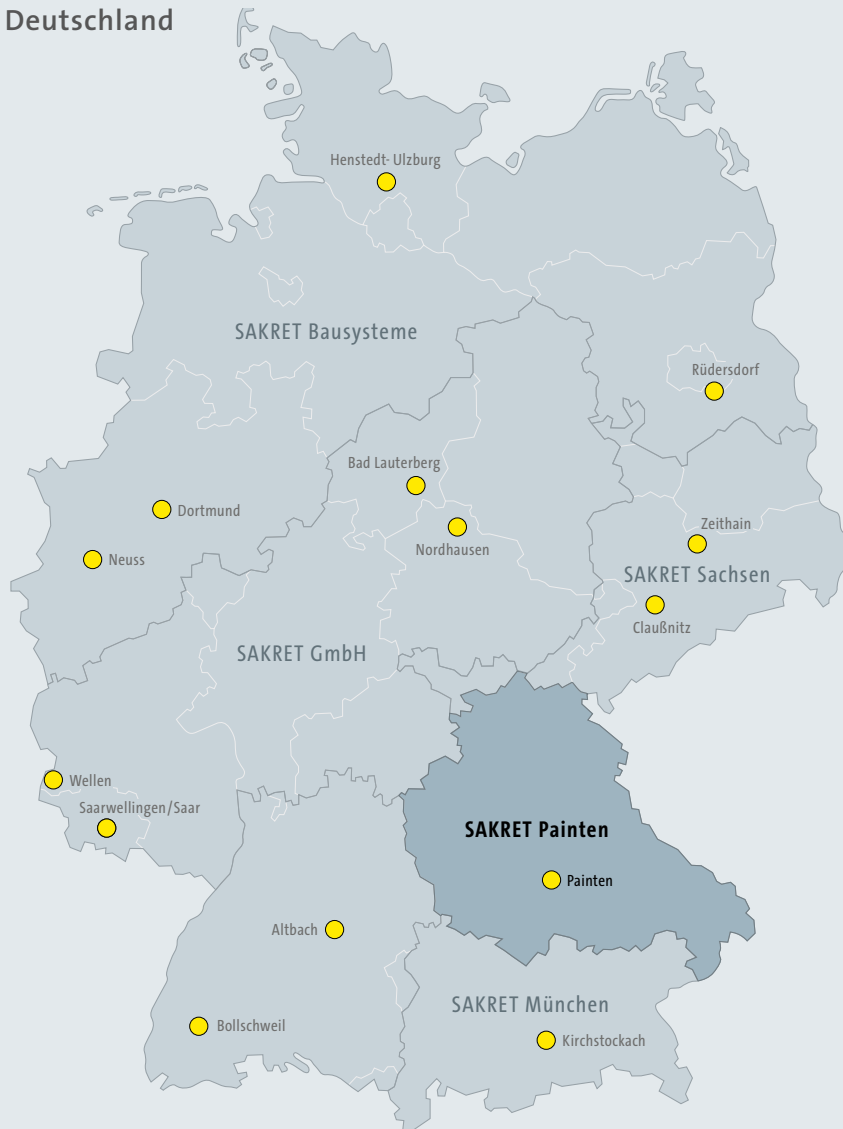 Deutschland
Henstedt- Ulzburg
SAKRET Bausysteme
Rüdersdorf
Bad Lauterberg
Dortmund
Zeithain
Nordhausen
Neuss
SAKRET Sachsen
Claußnitz
SAKRET GmbH
Wellen
Saarwellingen/Saar
SAKRET Painten
Painten
Altbach
SAKRET München
Bollschweil
Kirchstockach